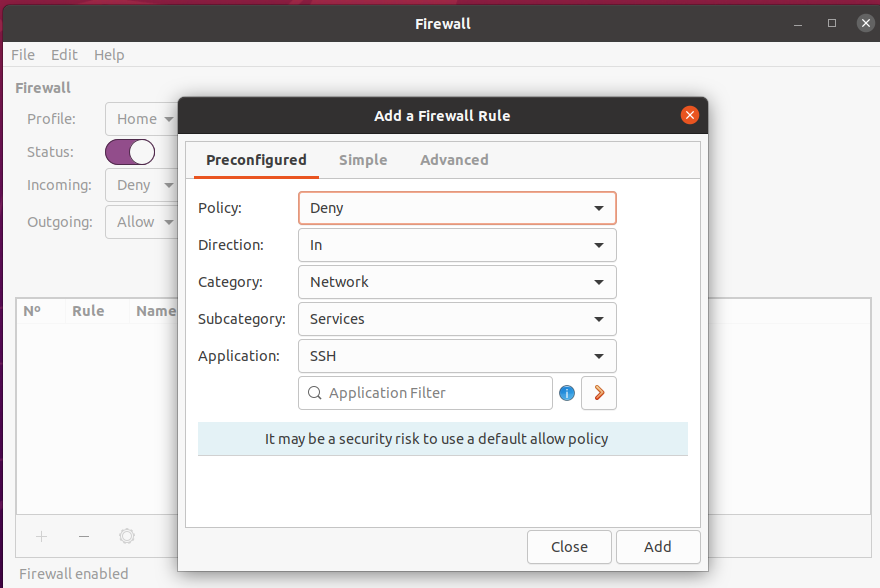 Firewall
File Edit Help
Firewall
Profile: Home
Status:
Incoming: Deny
Outgoing: Allow
Nº Rule Name
Firewall enabled
Add a Firewall Rule
Preconfigured Simple Advanced
Policy: Deny
Direction: In
Category: Network
Subcategory: Services
Application: SSH
Application Filter
It may be a security risk to use a default allow policy
Close Add